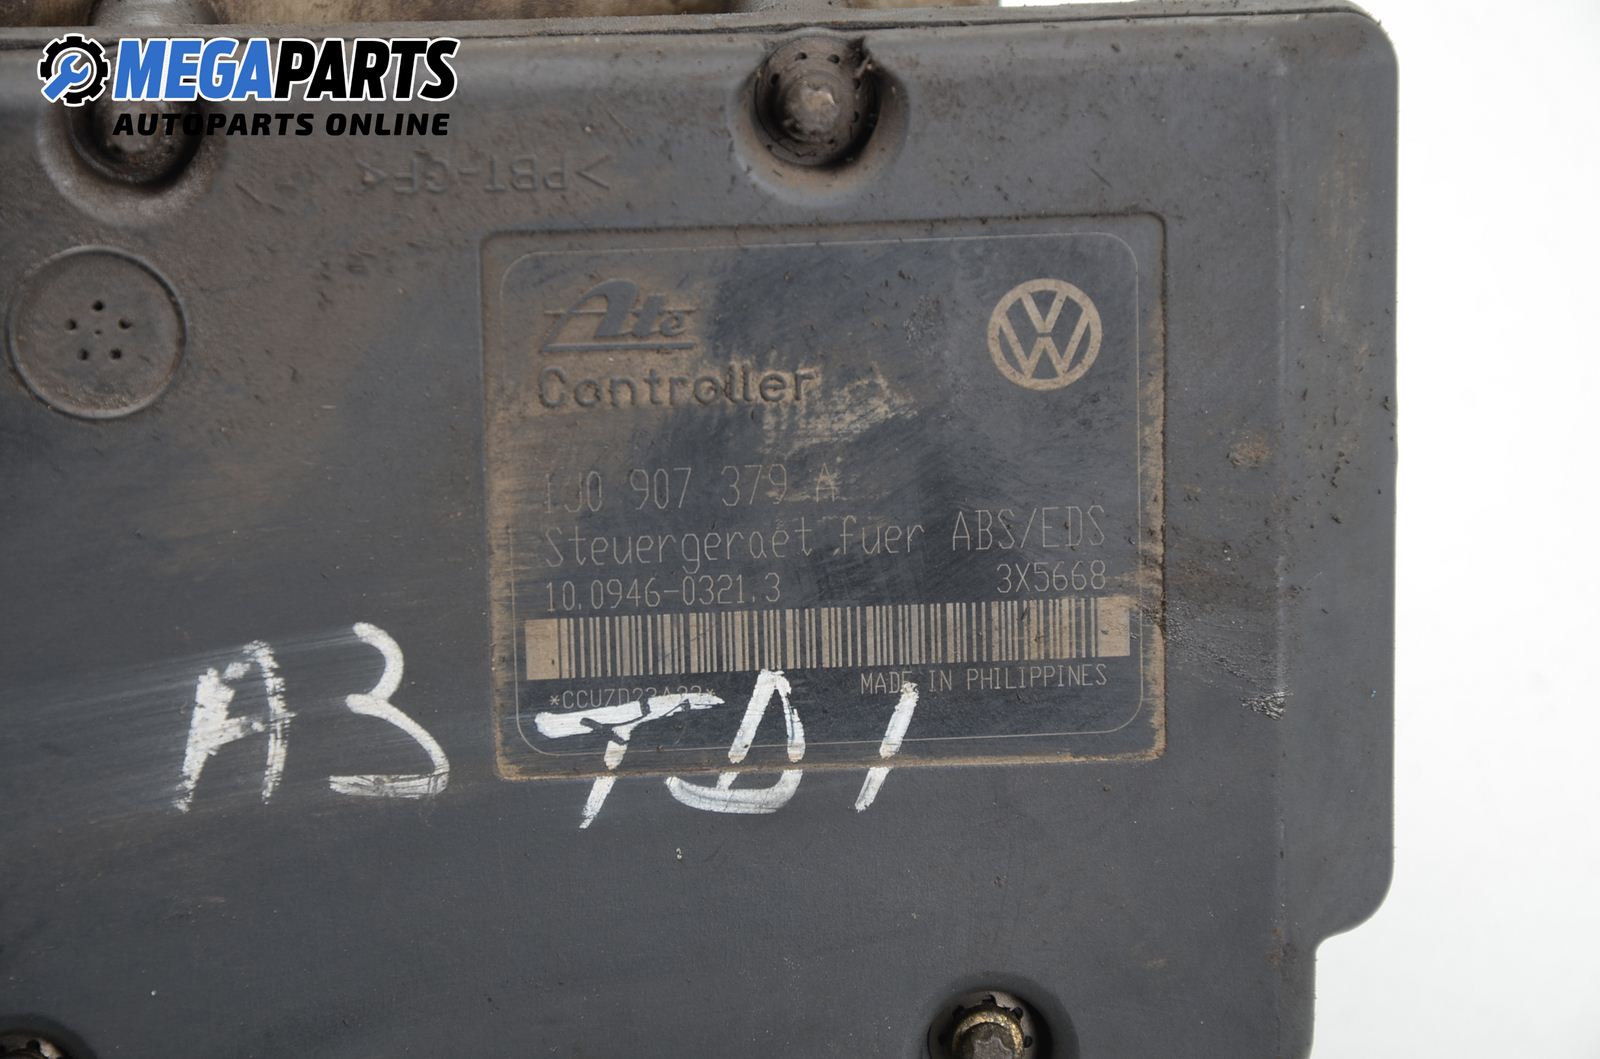 MEGAPARTS
AUTOPARTS ONLINE
>PBT-GF<
Ate
Controller
1J0 907 379 A
Steuergeraet fuer ABS/EDS
10.0946-0321.3 3X5668
MADE IN PHILIPPINES
A3 TDI